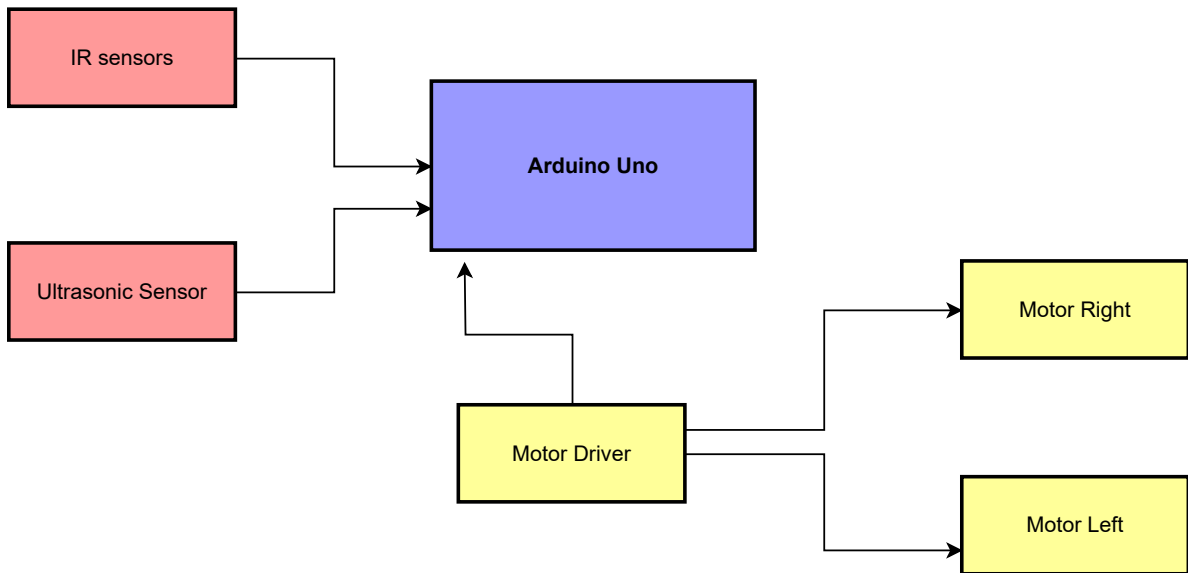 IR sensors
Arduino Uno
Ultrasonic Sensor
Motor Right
Motor Driver
Motor Left